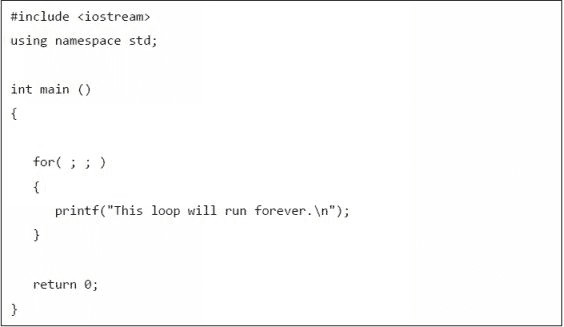 #include <iostream>
using namespace std;
int main ()
{
for( ; ; )
{
printf("This loop will run forever.\n");
}
return 0;
}